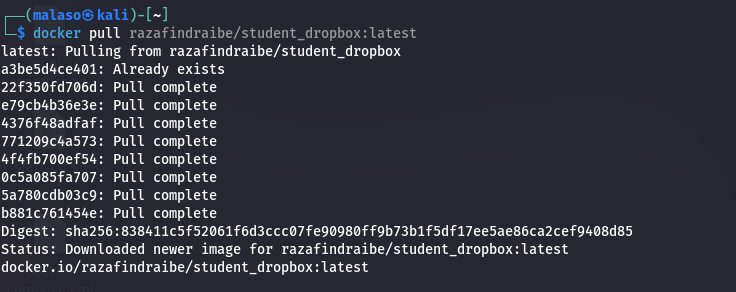 ┌──(malaso㉿kali)-[~]
└─$ docker pull razafindraibe/student_dropbox:latest
latest: Pulling from razafindraibe/student_dropbox
a3be5d4ce401: Already exists
22f350fd706d: Pull complete
e79cb4b36e3e: Pull complete
4376f48adfaf: Pull complete
771209c4a573: Pull complete
4f4fb700ef54: Pull complete
0c5a085fa707: Pull complete
5a780cdb03c9: Pull complete
b881c761454e: Pull complete
Digest: sha256:838411c5f52061f6d3ccc07fe90980ff9b73b1f5df17ee5ae86ca2cef9408d85
Status: Downloaded newer image for razafindraibe/student_dropbox:latest
docker.io/razafindraibe/student_dropbox:latest